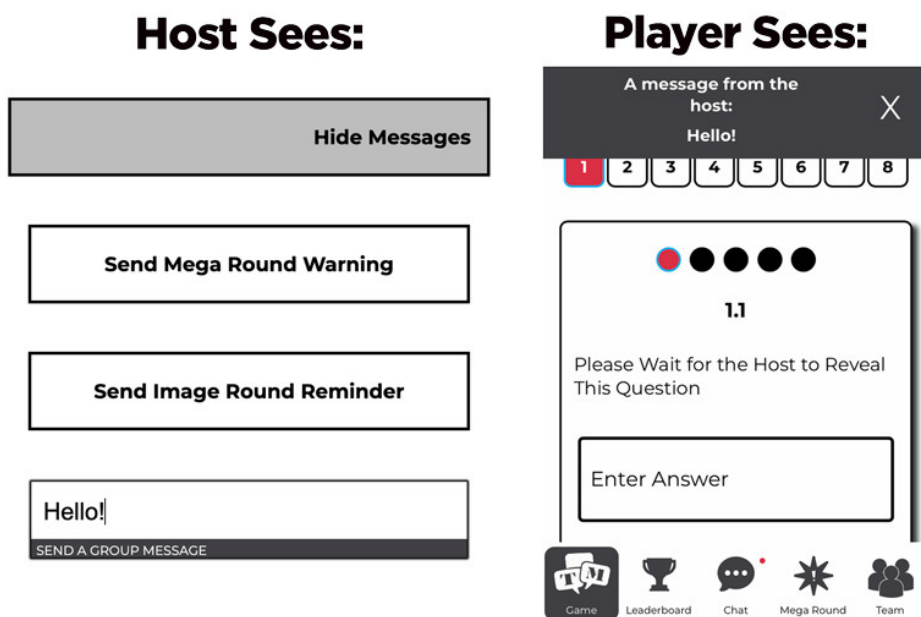 Host Sees:
Hide Messages
Send Mega Round Warning
Send Image Round Reminder
Hello!
SEND A GROUP MESSAGE
Player Sees:
A message from the
host:
Hello!
X
1 2 3 4 5 6 7 8
1.1
Please Wait for the Host to Reveal
This Question
Enter Answer
T M
Game Leaderboard Chat Mega Round Team